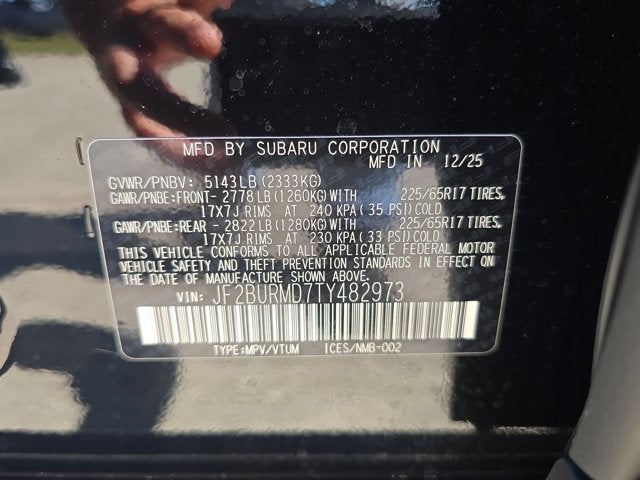 MFD BY SUBARU CORPORATION
MFD IN 12/25
GVWR/PNBV: 5143LB (2333KG)
GAWR/PNBE:FRONT- 2778 LB (1260KG) WITH 225/65R17 TIRES,
17X7J RIMS AT 240 KPA ( 35 PSI) COLD
GAWR/PNBE:REAR - 2822 LB (1280KG) WITH 225/65R17 TIRES,
17X7J RIMS AT 230 KPA ( 33 PSI) COLD
THIS VEHICLE CONFORMS TO ALL APPLICABLE FEDERAL MOTOR
VEHICLE SAFETY AND THEFT PREVENTION STANDARDS IN EFFECT ON
THE DATE OF MANUFACTURE SHOWN ABOVE.
VIN: JF2BURMD7TY482973
TYPE:MPV/VTUM ICES/NMB-002